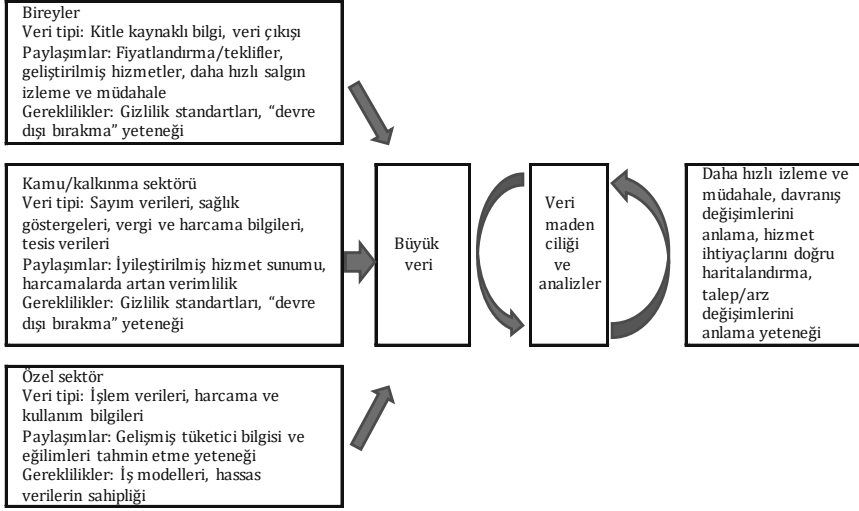 Bireyler
Veri tipi: Kitle kaynaklı bilgi, veri çıkışı
Paylaşımlar: Fiyatlandırma/teklifler,
geliştirilmiş hizmetler, daha hızlı salgın
izleme ve müdahale
Gereklilikler: Gizlilik standartları, “devre
dışı bırakma” yeteneği
Kamu/kalkınma sektörü
Veri tipi: Sayım verileri, sağlık
göstergeleri, vergi ve harcama bilgileri,
tesis verileri
Paylaşımlar: İyileştirilmiş hizmet sunumu,
harcamalarda artan verimlilik
Gereklilikler: Gizlilik standartları, “devre
dışı bırakma” yeteneği
Özel sektör
Veri tipi: İşlem verileri, harcama ve
kullanım bilgileri
Paylaşımlar: Gelişmiş tüketici bilgisi ve
eğilimleri tahmin etme yeteneği
Gereklilikler: İş modelleri, hassas
verilerin sahipliği
Büyük
veri
Veri
maden
ciliği
ve
analizler
Daha hızlı izleme ve
müdahale, davranış
değişimlerini
anlama, hizmet
ihtiyaçlarını doğru
haritalandırma,
talep/arz
değişimlerini
anlama yeteneği